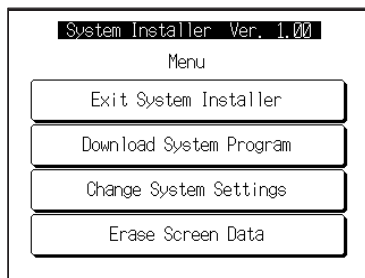 System Installer Ver. 1.00
Menu
Exit System Installer
Download System Program
Change System Settings
Erase Screen Data